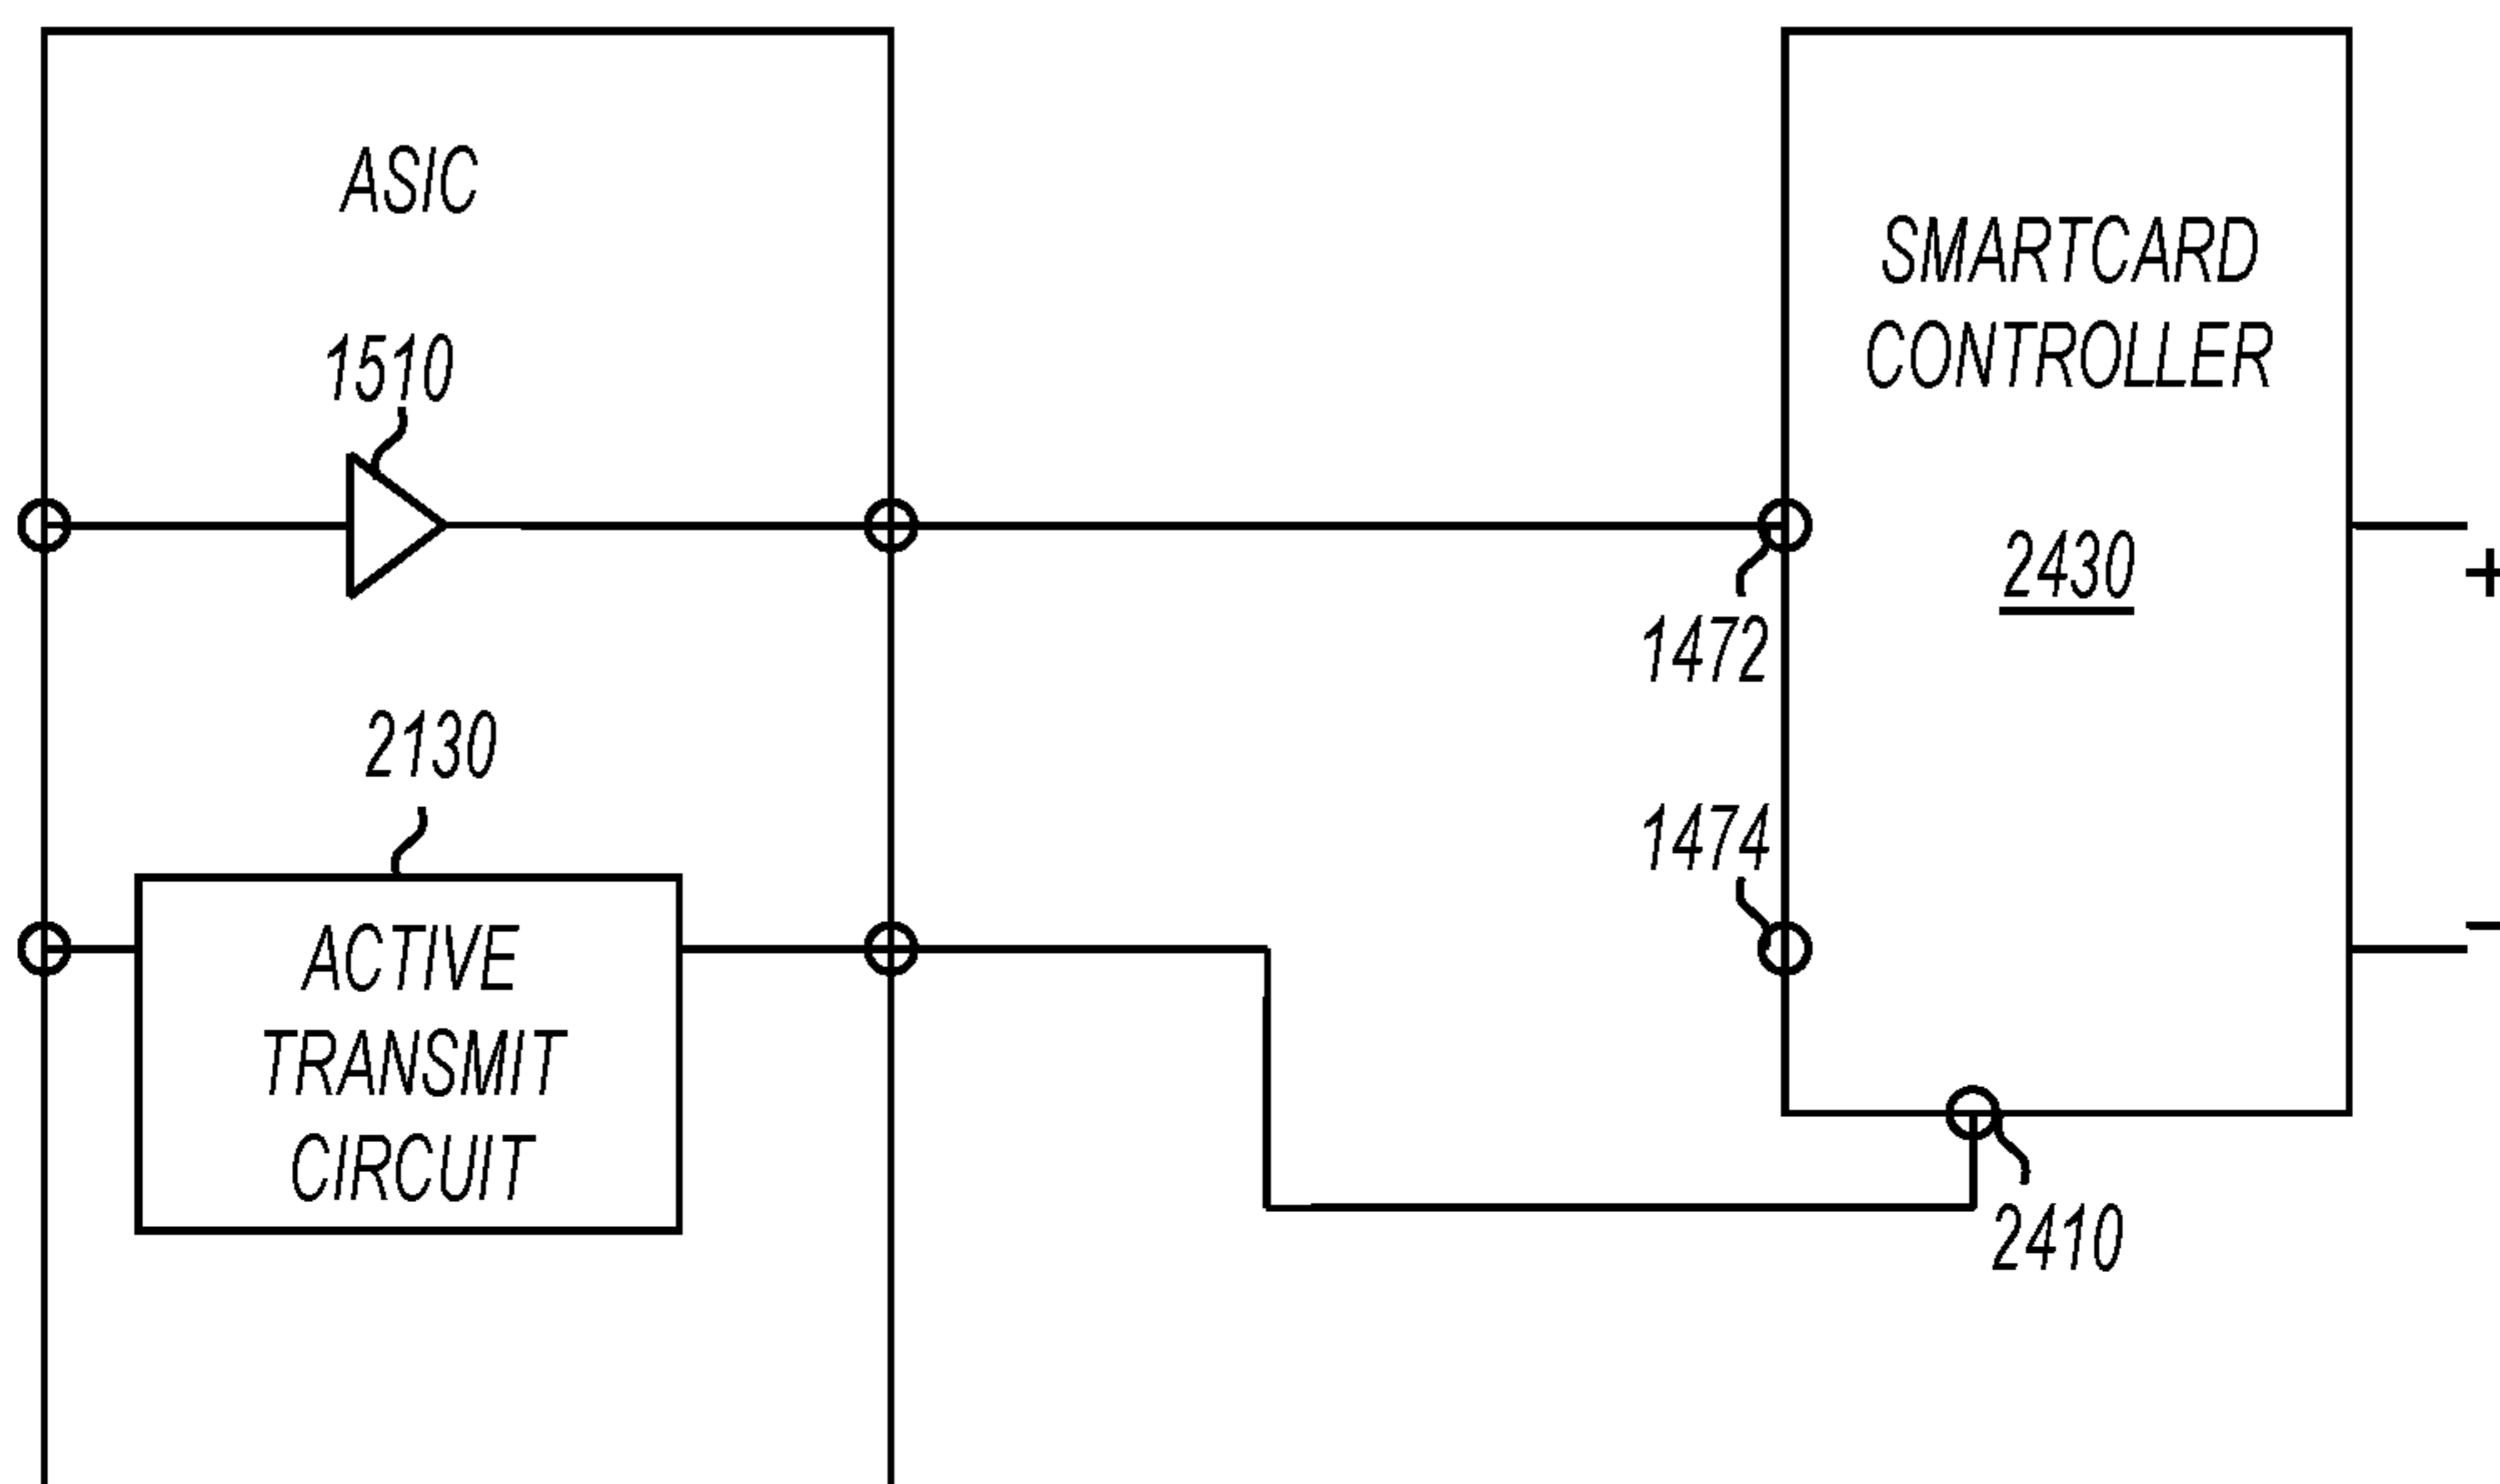 ASIC
1510
2130
ACTIVE
TRANSMIT
CIRCUIT
1472
1474
SMARTCARD
CONTROLLER
2430
2410
+
−